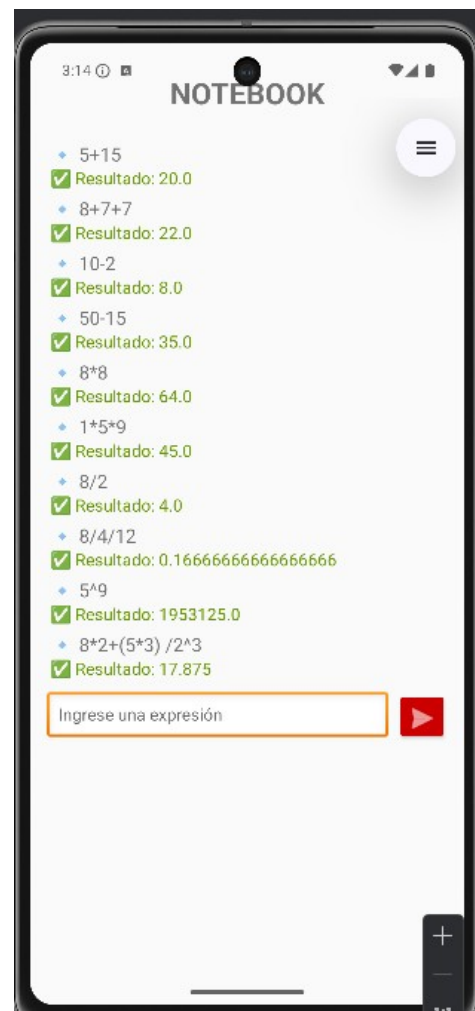 3:14
NOTEBOOK
5+15
✅ Resultado: 20.0
8+7+7
✅ Resultado: 22.0
10-2
✅ Resultado: 8.0
50-15
✅ Resultado: 35.0
8*8
✅ Resultado: 64.0
1*5*9
✅ Resultado: 45.0
8/2
✅ Resultado: 4.0
8/4/12
✅ Resultado: 0.16666666666666666
5^9
✅ Resultado: 1953125.0
8*2+(5*3) /2^3
✅ Resultado: 17.875
Ingrese una expresión